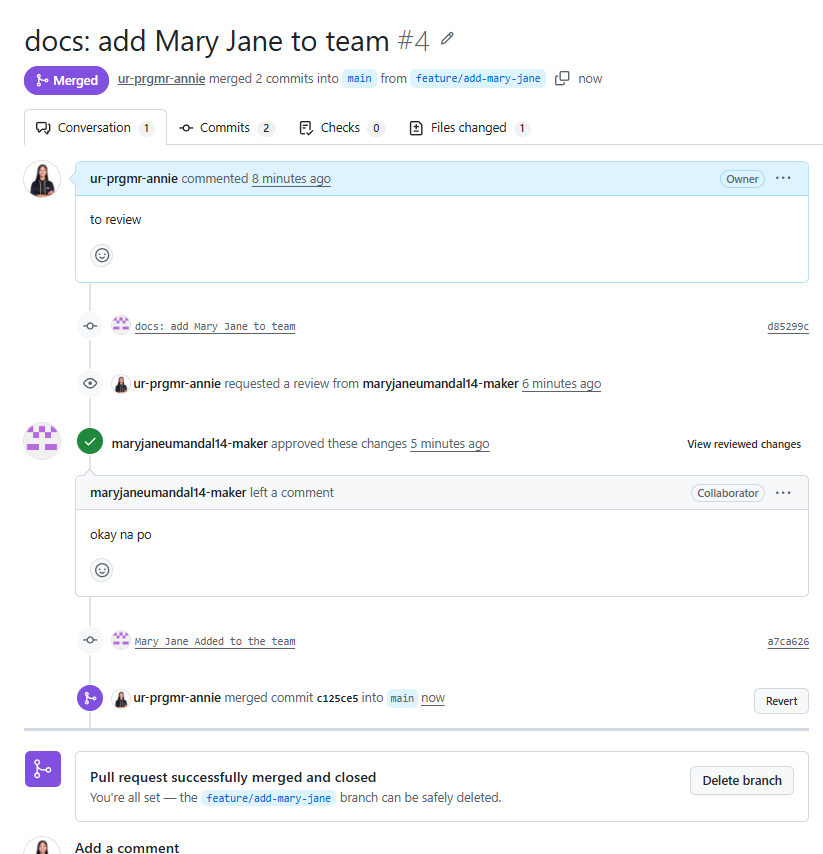 docs: add Mary Jane to team #4
Merged ur-prgmr-annie merged 2 commits into main from feature/add-mary-jane now
Conversation 1 Commits 2 Checks 0 Files changed 1
ur-prgmr-annie commented 8 minutes ago Owner ...
to review
docs: add Mary Jane to team d85299c
ur-prgmr-annie requested a review from maryjaneumandal14-maker 6 minutes ago
maryjaneumandal14-maker approved these changes 5 minutes ago View reviewed changes
maryjaneumandal14-maker left a comment Collaborator ...
okay na po
Mary Jane Added to the team a7ca626
ur-prgmr-annie merged commit c125ce5 into main now Revert
Pull request successfully merged and closed
You're all set — the feature/add-mary-jane branch can be safely deleted. Delete branch
Add a comment